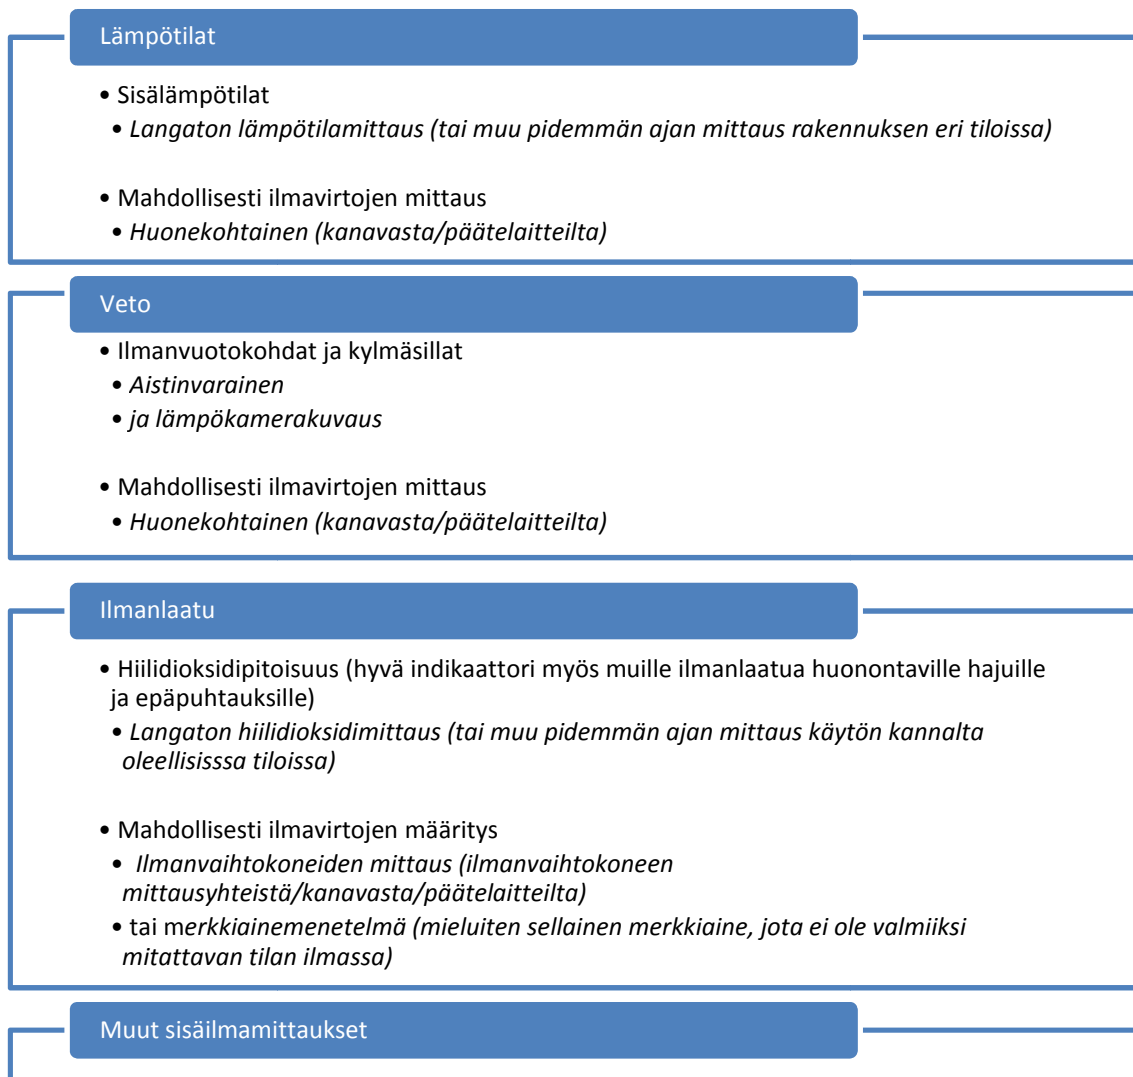 Lämpötilat
• Sisälämpötilat
• Langaton lämpötilamittaus (tai muu pidemmän ajan mittaus rakennuksen eri tiloissa)
• Mahdollisesti ilmavirtojen mittaus
• Huonekohtainen (kanavasta/päätelaitteilta)
Veto
• Ilmanvuotokohdat ja kylmäsillat
• Aistinvarainen
• ja lämpökamerakuvaus
• Mahdollisesti ilmavirtojen mittaus
• Huonekohtainen (kanavasta/päätelaitteilta)
Ilmanlaatu
• Hiilidioksidipitoisuus (hyvä indikaattori myös muille ilmanlaatua huonontaville hajuille
ja epäpuhtauksille)
• Langaton hiilidioksidimittaus (tai muu pidemmän ajan mittaus käytön kannalta
oleellisisssa tiloissa)
• Mahdollisesti ilmavirtojen määritys
• Ilmanvaihtokoneiden mittaus (ilmanvaihtokoneen
mittausyhteistä/kanavasta/päätelaitteilta)
• tai merkkiainemenetelmä (mieluiten sellainen merkkiaine, jota ei ole valmiiksi
mitattavan tilan ilmassa)
Muut sisäilmamittaukset